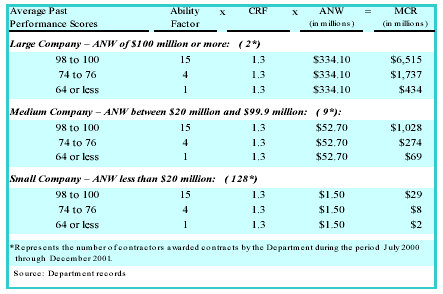 Average Past Ability x CRF x ANW = MCR
Performance Scores Factor (in millions) (in millions)
Large Company – ANW of $100 million or more: ( 2*)
98 to 100 15 1.3 $334.10 $6,515
74 to 76 4 1.3 $334.10 $1,737
64 or less 1 1.3 $334.10 $434
Medium Company – ANW between $20 million and $99.9 million: ( 9*):
98 to 100 15 1.3 $52.70 $1,028
74 to 76 4 1.3 $52.70 $274
64 or less 1 1.3 $52.70 $69
Small Company – ANW less than $20 million: ( 128*)
98 to 100 15 1.3 $1.50 $29
74 to 76 4 1.3 $1.50 $8
64 or less 1 1.3 $1.50 $2
*Represents the number of contractors awarded contracts by the Department during the period July 2000
through December 2001.
Source: Department records